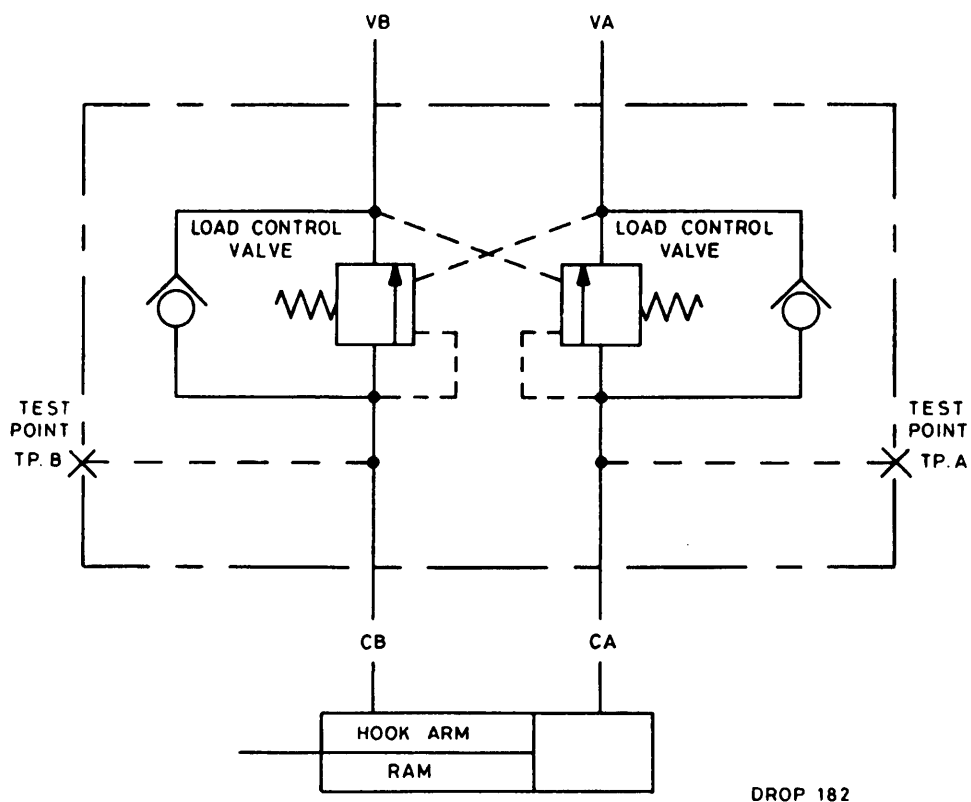 VB
VA
LOAD CONTROL
VALVE
LOAD CONTROL
VALVE
TEST
POINT
TP. B
TEST
POINT
TP. A
CB
CA
HOOK ARM
RAM
DROP 182